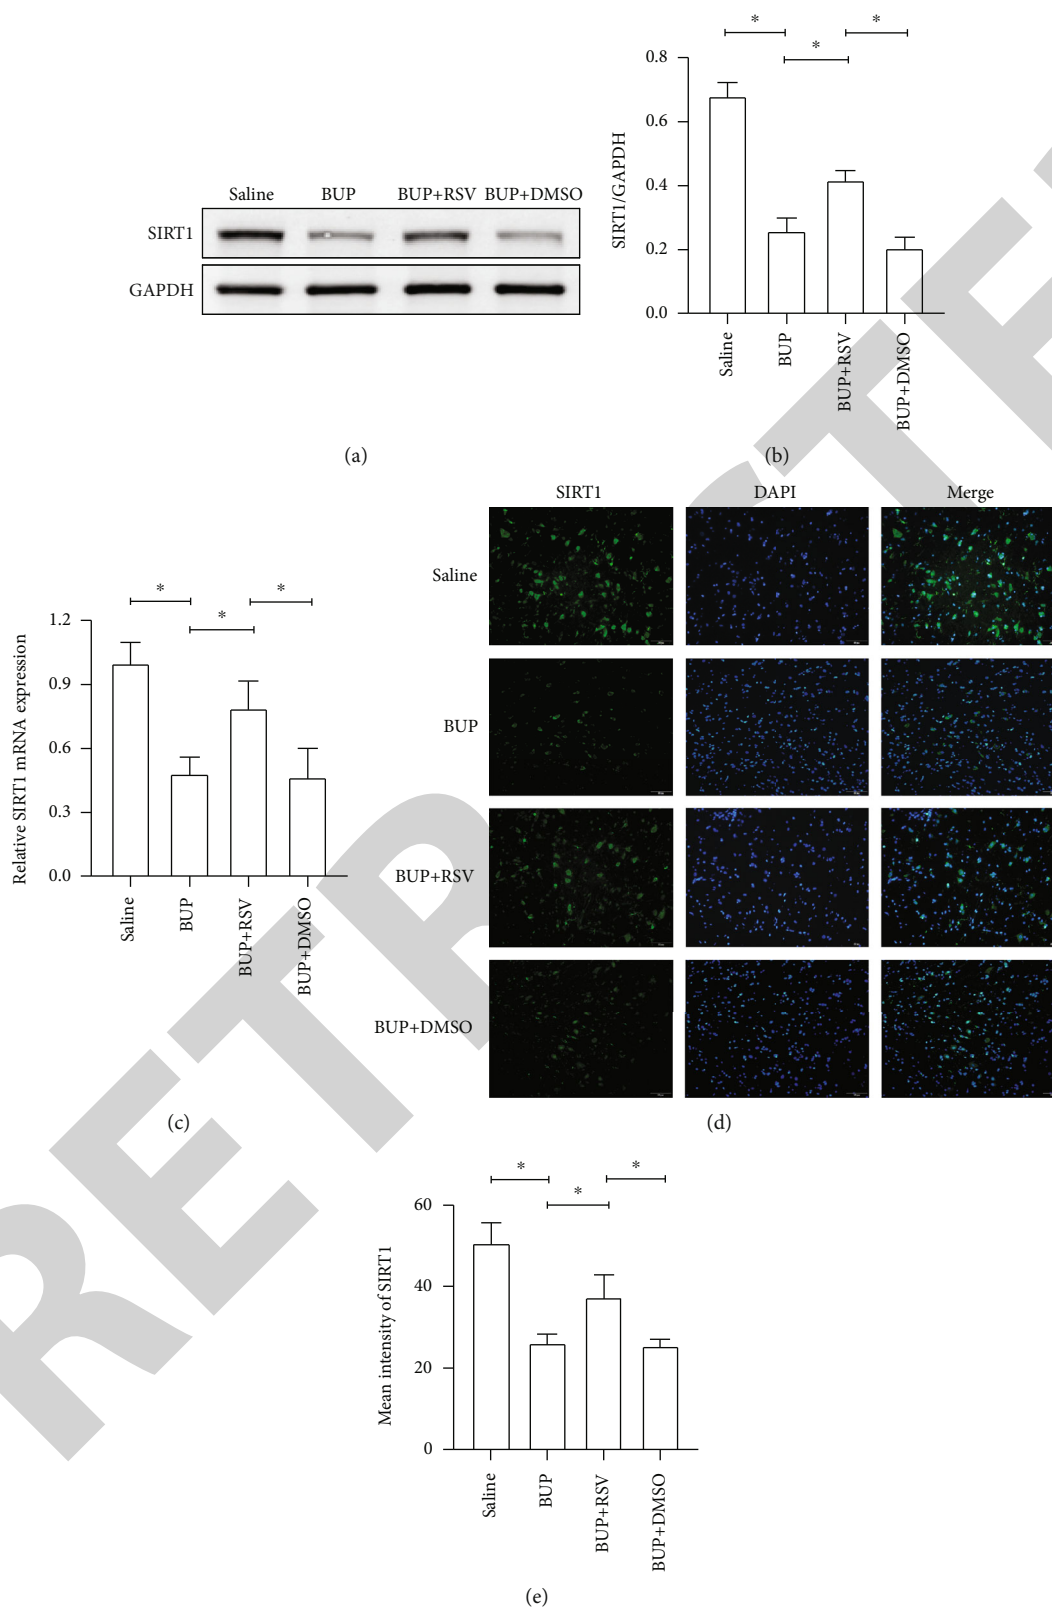 Saline BUP BUP+RSV BUP+DMSO
SIRT1
GAPDH
(a)
* * *
SIRT1/GAPDH
0.8
0.6
0.4
0.2
0.0
Saline
BUP
BUP+RSV
BUP+DMSO
(b)
* * *
Relative SIRT1 mRNA expression
1.2
0.9
0.6
0.3
0.0
Saline
BUP
BUP+RSV
BUP+DMSO
(c)
SIRT1 DAPI Merge
Saline
BUP
BUP+RSV
BUP+DMSO
(d)
* * *
Mean intensity of SIRT1
60
40
20
0
Saline
BUP
BUP+RSV
BUP+DMSO
(e)